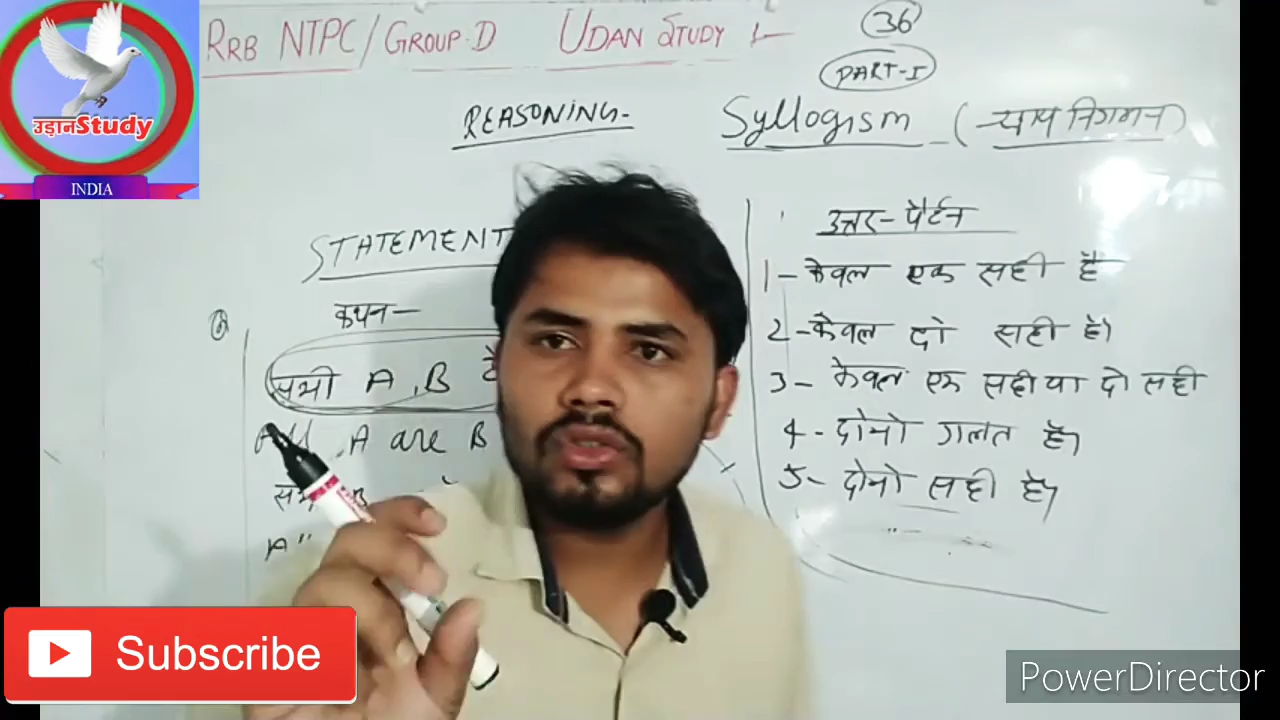 उड़ानStudy
INDIA
RRB NTPC/GROUP-D UDAN STUDY
36
PART-I
REASONING-
Syllogism (न्याय निगमन)
STATEMENT
कथन-
Q
सभी A, B है
All A are B
सभी B
A
उत्तर-पैर्टन
1- केवल एक सही है
2- केवल दो सही है।
3- केवल एक सही या दो सही
4- दोनो गलत है।
5- दोनो सही है।
Subscribe
PowerDirector